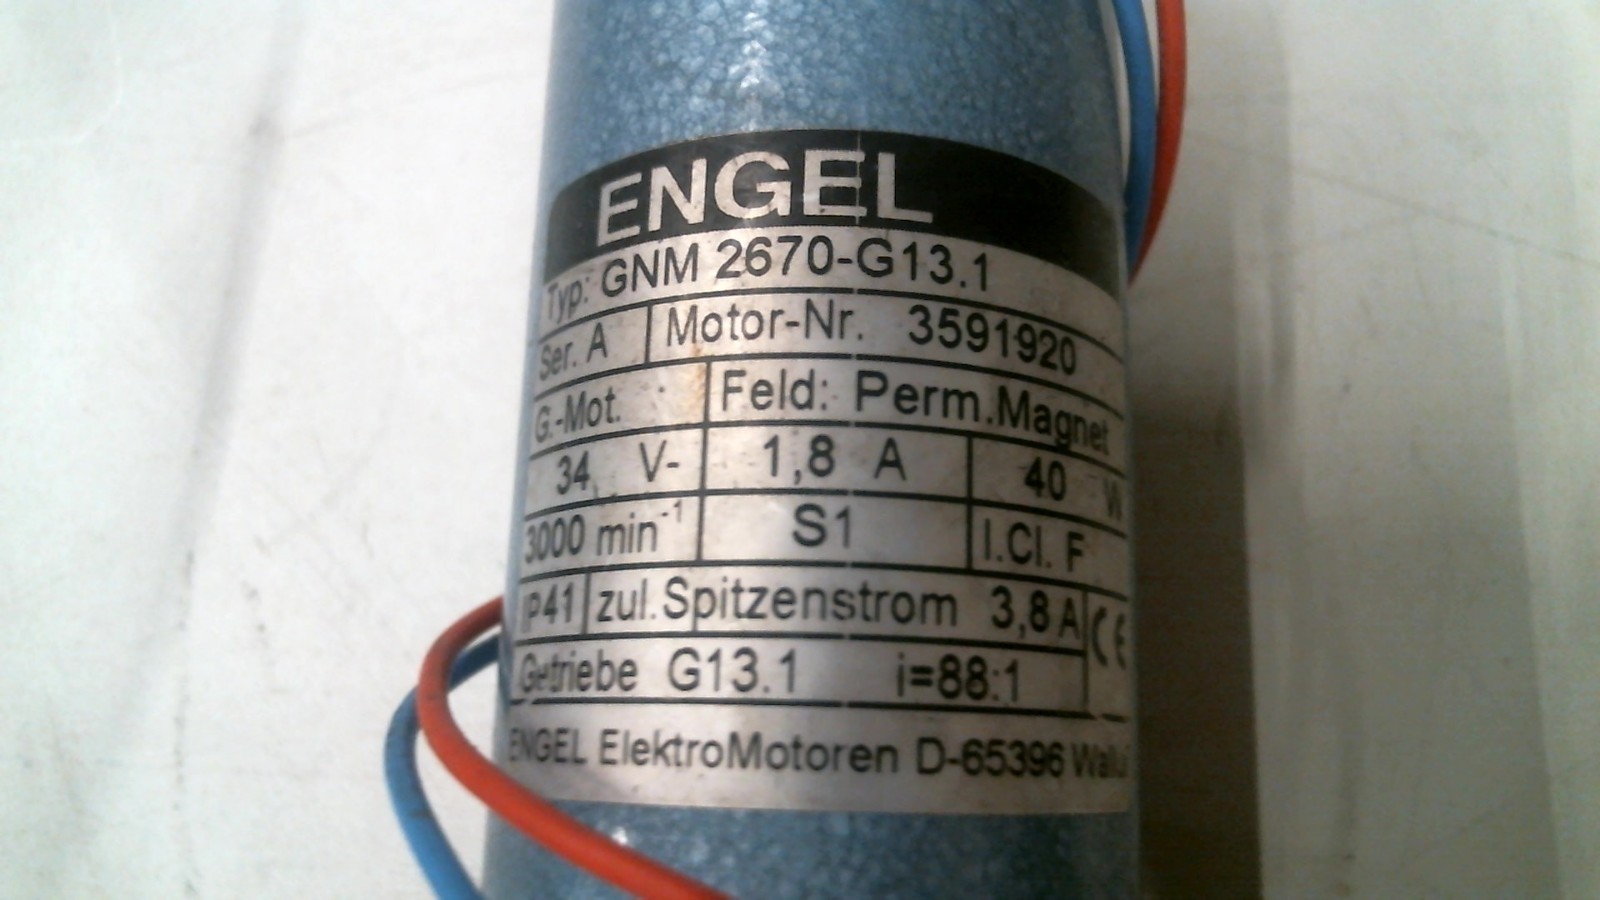 ENGEL
Typ: GNM 2670-G13.1
Ser. A Motor-Nr. 3591920
G.-Mot. Feld: Perm.Magnet
34 V- 1,8 A 40 W
3000 min-1 S1 I.Cl. F
IP41 zul.Spitzenstrom 3,8 A CE
Getriebe G13.1 i=88:1
ENGEL ElektroMotoren D-65396